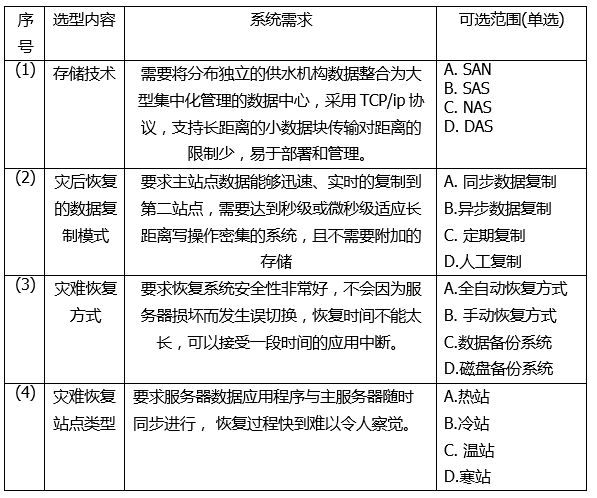 序号 选型内容 系统需求 可选范围(单选)
(1) 存储技术
需要将分布独立的供水机构数据整合为大
型集中化管理的数据中心，采用 TCP/ip 协
议，支持长距离的小数据块传输对距离的
限制少，易于部署和管理。
A. SAN
B. SAS
C. NAS
D. DAS
(2) 灾后恢复
的数据复
制模式
要求主站点数据能够迅速、实时的复制到
第二站点，需要达到秒级或微秒级适应长
距离写操作密集的系统，且不需要附加的
存储
A. 同步数据复制
B.异步数据复制
C. 定期复制
D.人工复制
(3) 灾难恢复
方式
要求恢复系统安全性非常好，不会因为服
务器损坏而发生误切换，恢复时间不能太
长，可以接受一段时间的应用中断。
A.全自动恢复方式
B. 手动恢复方式
C.数据备份系统
D.磁盘备份系统
(4) 灾难恢复
站点类型
要求服务器数据应用程序与主服务器随时
同步进行， 恢复过程快到难以令人察觉。
A.热站
B.冷站
C. 温站
D.寒站